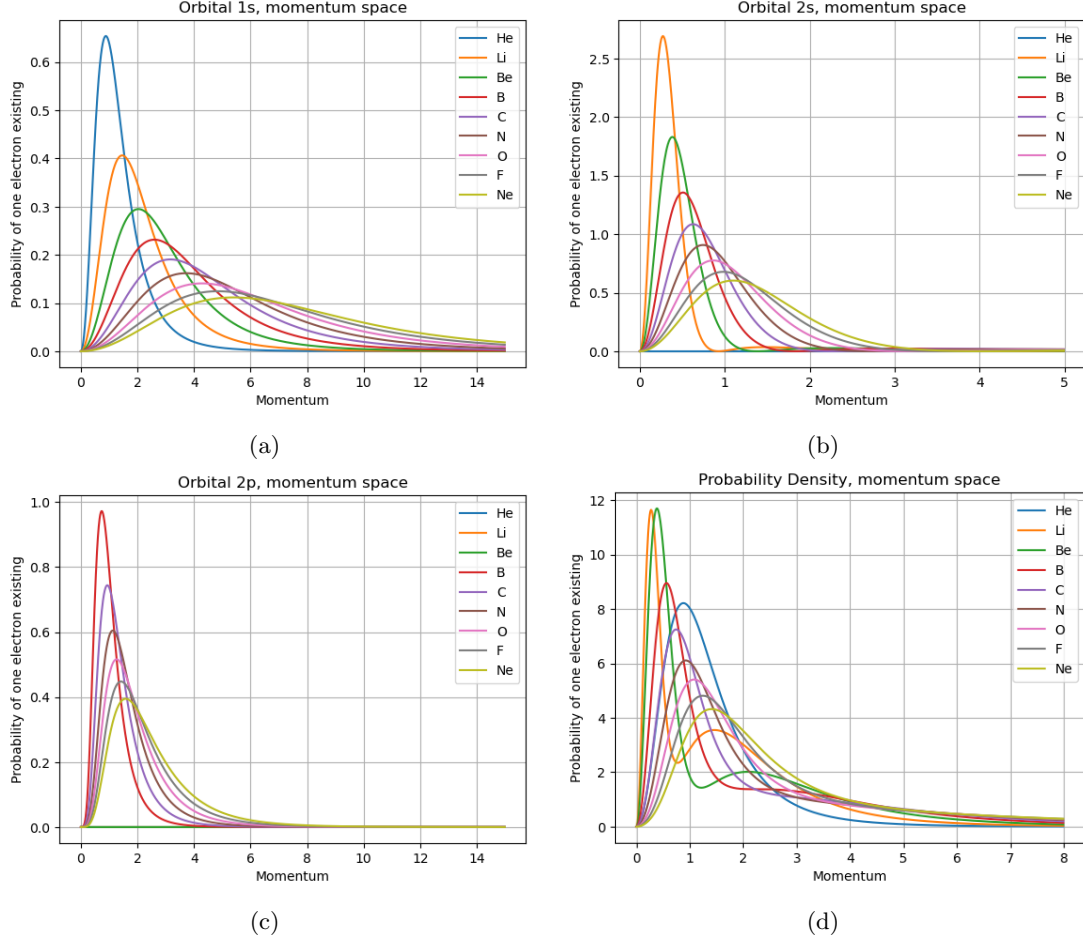 Orbital 1s, momentum space
Probability of one electron existing
0.6
0.5
0.4
0.3
0.2
0.1
0.0
He
Li
Be
B
C
N
O
F
Ne
0 2 4 6 8 10 12 14
Momentum
(a)
Orbital 2s, momentum space
Probability of one electron existing
2.5
2.0
1.5
1.0
0.5
0.0
He
Li
Be
B
C
N
O
F
Ne
0 1 2 3 4 5
Momentum
(b)
Orbital 2p, momentum space
Probability of one electron existing
1.0
0.8
0.6
0.4
0.2
0.0
He
Li
Be
B
C
N
O
F
Ne
0 2 4 6 8 10 12 14
Momentum
(c)
Probability Density, momentum space
Probability of one electron existing
12
10
8
6
4
2
0
He
Li
Be
B
C
N
O
F
Ne
0 1 2 3 4 5 6 7 8
Momentum
(d)